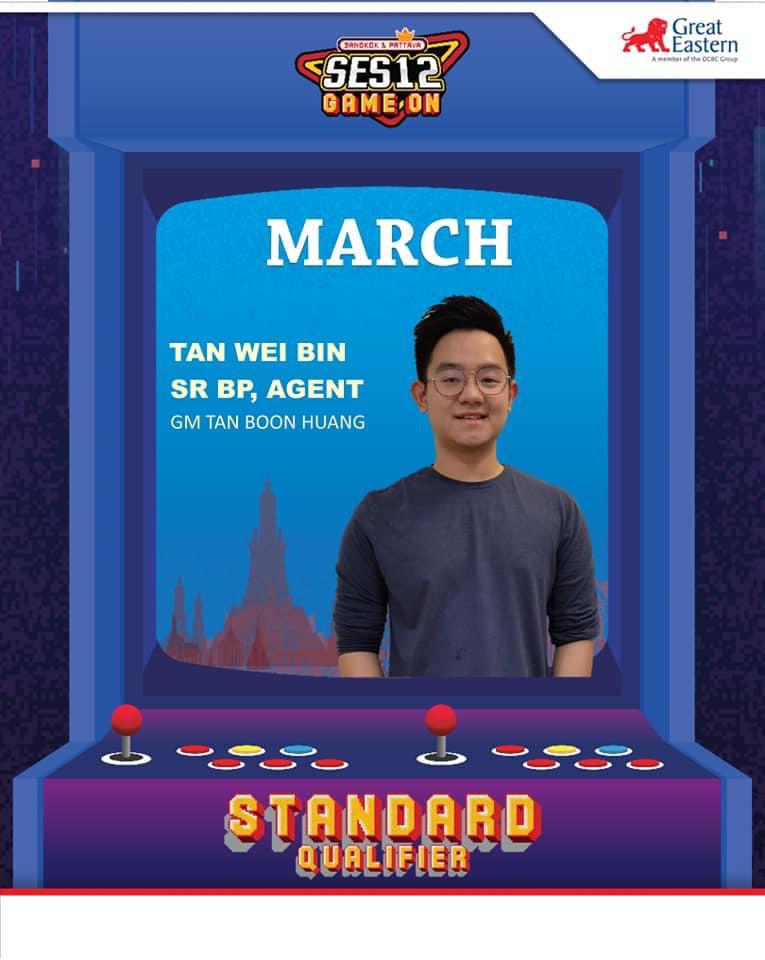 BANGKOK & PATTAYA
SES12
GAME ON
Great
Eastern
A member of the OCBC Group
MARCH
TAN WEI BIN
SR BP, AGENT
GM TAN BOON HUANG
STANDARD
QUALIFIER